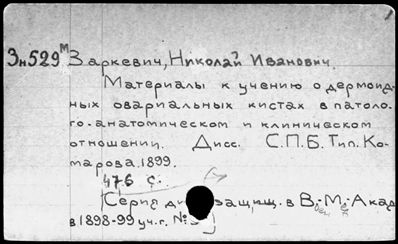 Зн529 м Заркевич, Николай Иванович.
Материалы к учению о дермоид-
ных овариальных кистах в патоло-
го-анатомическом и клиническом
отношении. Дисс. С.П.Б. Тип. Ко-
марова. 1899.
476 с.
[Серия защищ. в В.-М. Акад
в 1898-99 уч. г. №